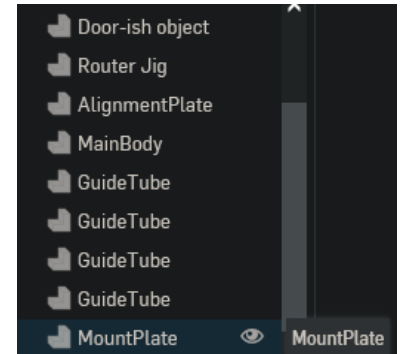 Door-ish object
Router Jig
AlignmentPlate
MainBody
GuideTube
GuideTube
GuideTube
GuideTube
MountPlate MountPlate